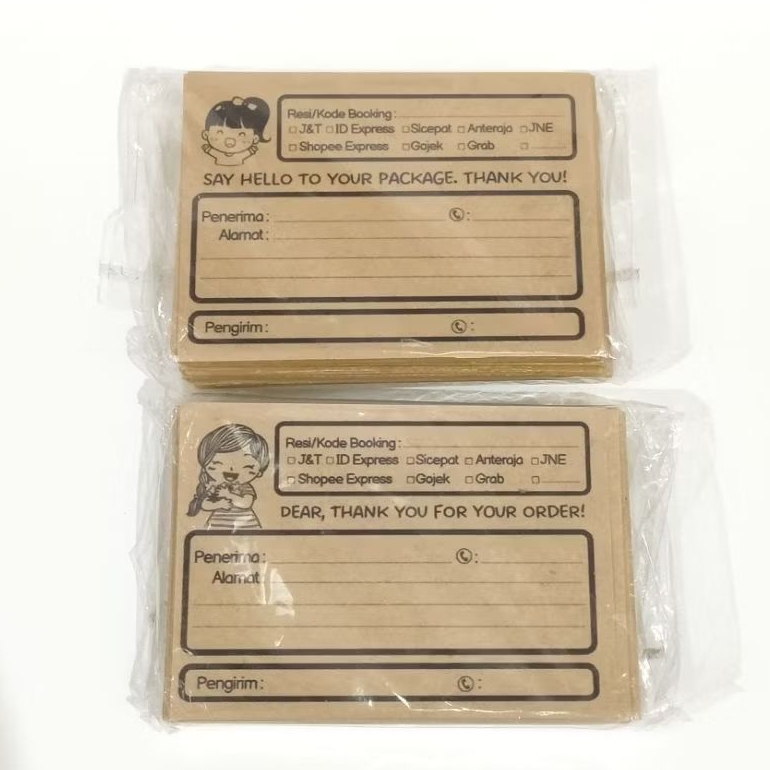 Resi/Kode Booking:
J&T ID Express Sicepat Anteraja JNE
Shopee Express Gojek Grab
SAY HELLO TO YOUR PACKAGE. THANK YOU!
Penerima: :
Alamat:
Pengirim: :
Resi/Kode Booking:
J&T ID Express Sicepat Anteraja JNE
Shopee Express Gojek Grab
DEAR, THANK YOU FOR YOUR ORDER!
Penerima: :
Alamat:
Pengirim: :